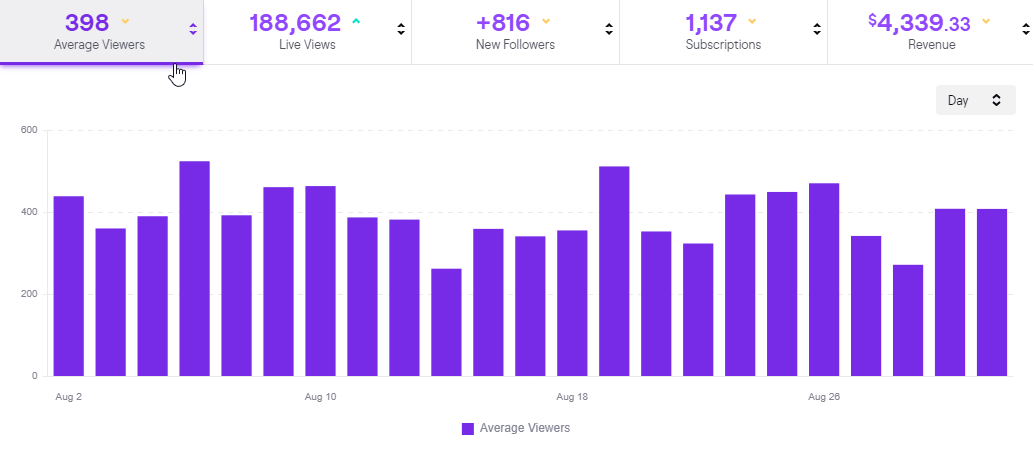 398 188,662 +816 1,137 $4,339.33
Average Viewers Live Views New Followers Subscriptions Revenue
Day
600
400
200
0
Aug 2 Aug 10 Aug 18 Aug 26
Average Viewers